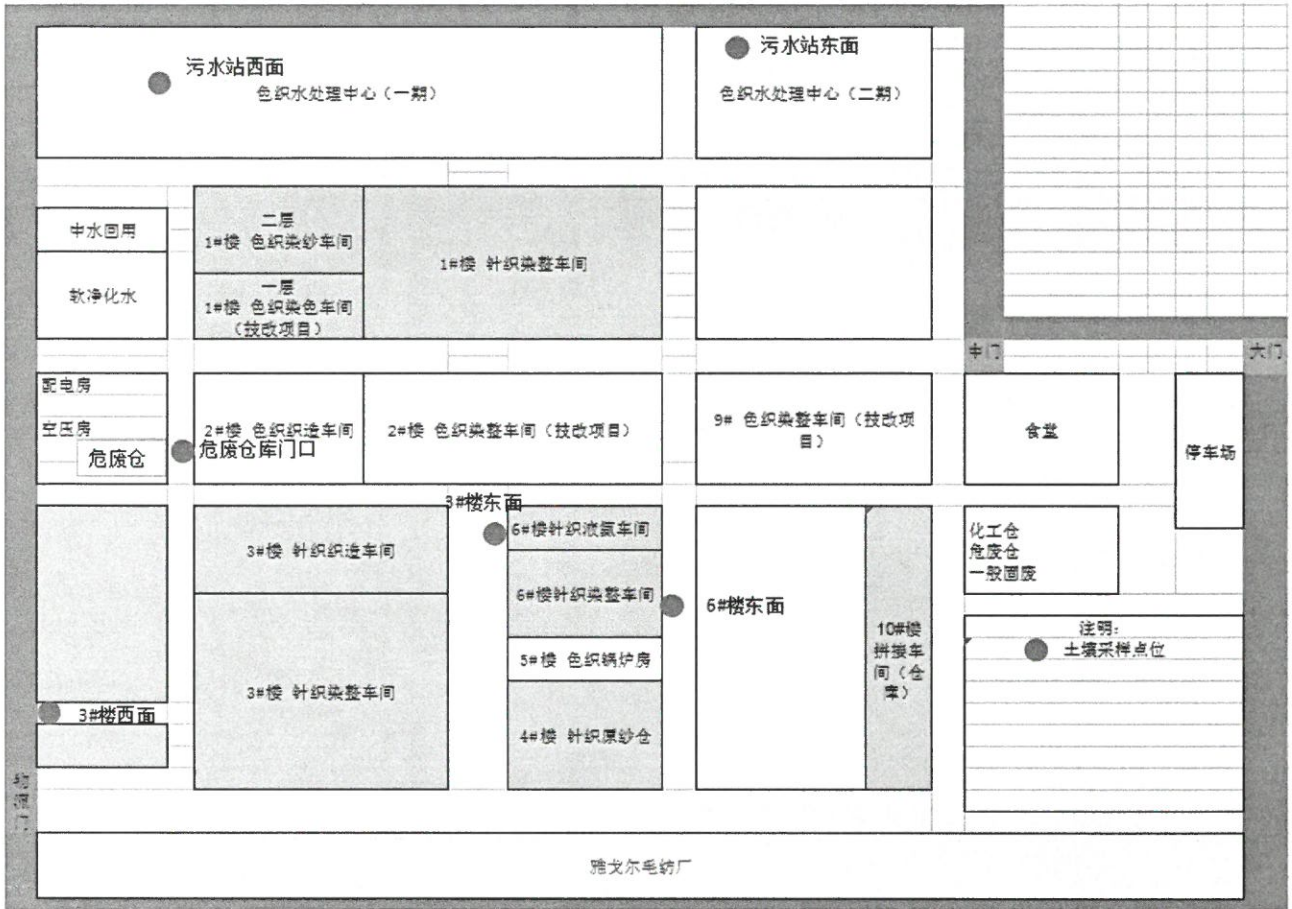 污水站西面
色织水处理中心（一期）
污水站东面
色织水处理中心（二期）
中水回用
软净化水
二层
1#楼 色织染纱车间
一层
1#楼 色织染色车间
（技改项目）
1#楼 针织染整车间
中门
大门
配电房
空压房
危废仓
危废仓库门口
2#楼 色织织造车间
2#楼 色织染整车间（技改项目）
9# 色织染整车间（技改项
目）
食堂
停车场
3#楼东面
3#楼 针织织造车间
3#楼 针织染整车间
6#楼针织液氨车间
6#楼针织染整车间
5#楼 色织锅炉房
4#楼 针织原纱仓
6#楼东面
10#楼
拼接车
间（仓
库）
化工仓
危废仓
一般固废
注明：
土壤采样点位
3#楼西面
物流门
雅戈尔毛纺厂